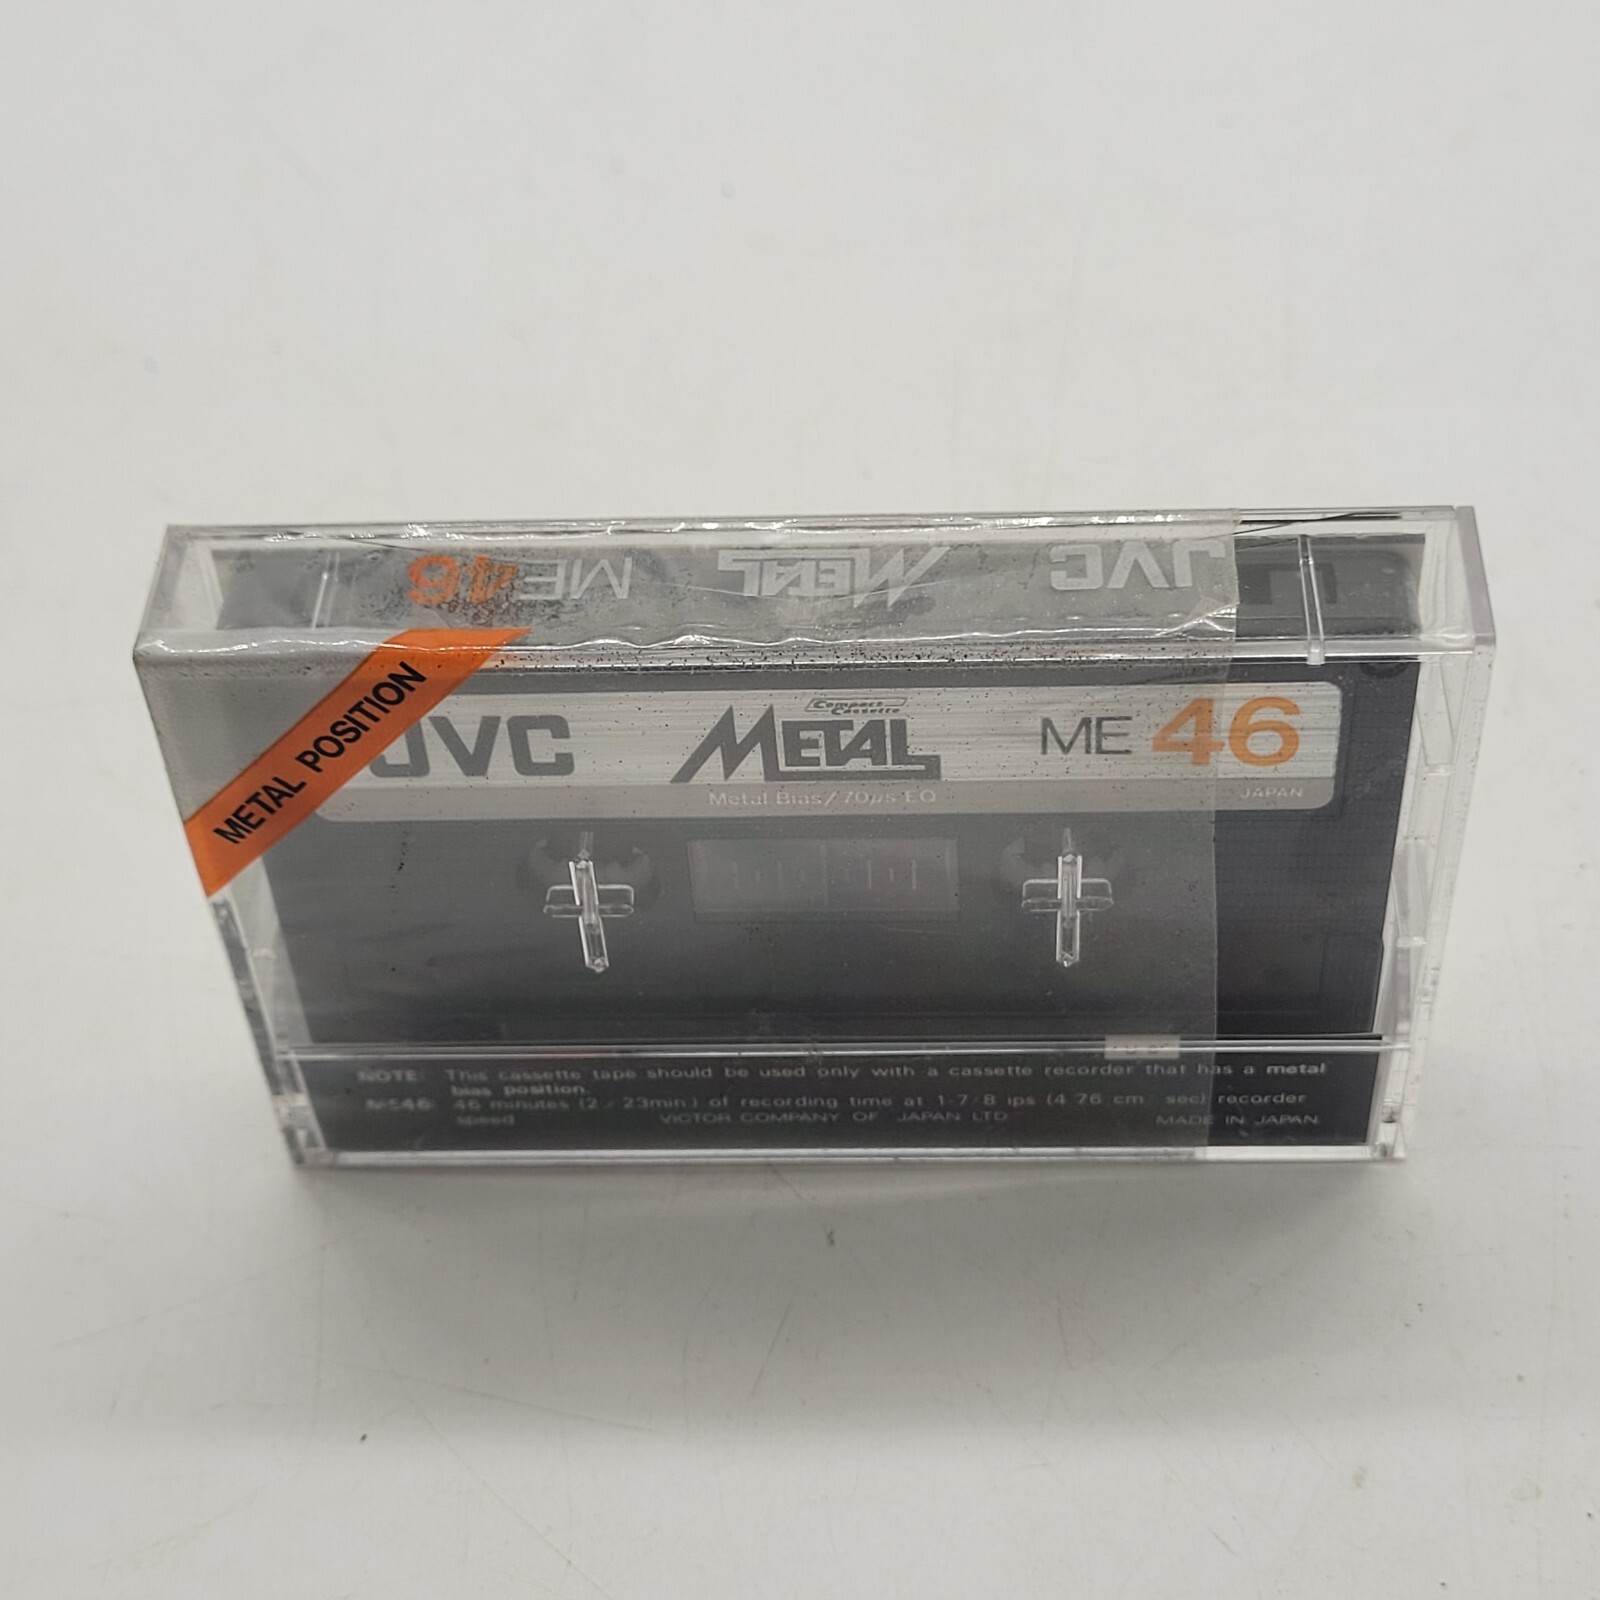 JVC METAL ME46
METAL POSITION
JVC METAL ME 46
Compact Cassette
Metal Bias/70μs EQ JAPAN
NOTE: This cassette tape should be used only with a cassette recorder that has a metal
bias position.
ME46 46 minutes (2 / 23min) of recording time at 1-7/8 ips (4.76 cm/sec) recorder
speed VICTOR COMPANY OF JAPAN LTD MADE IN JAPAN